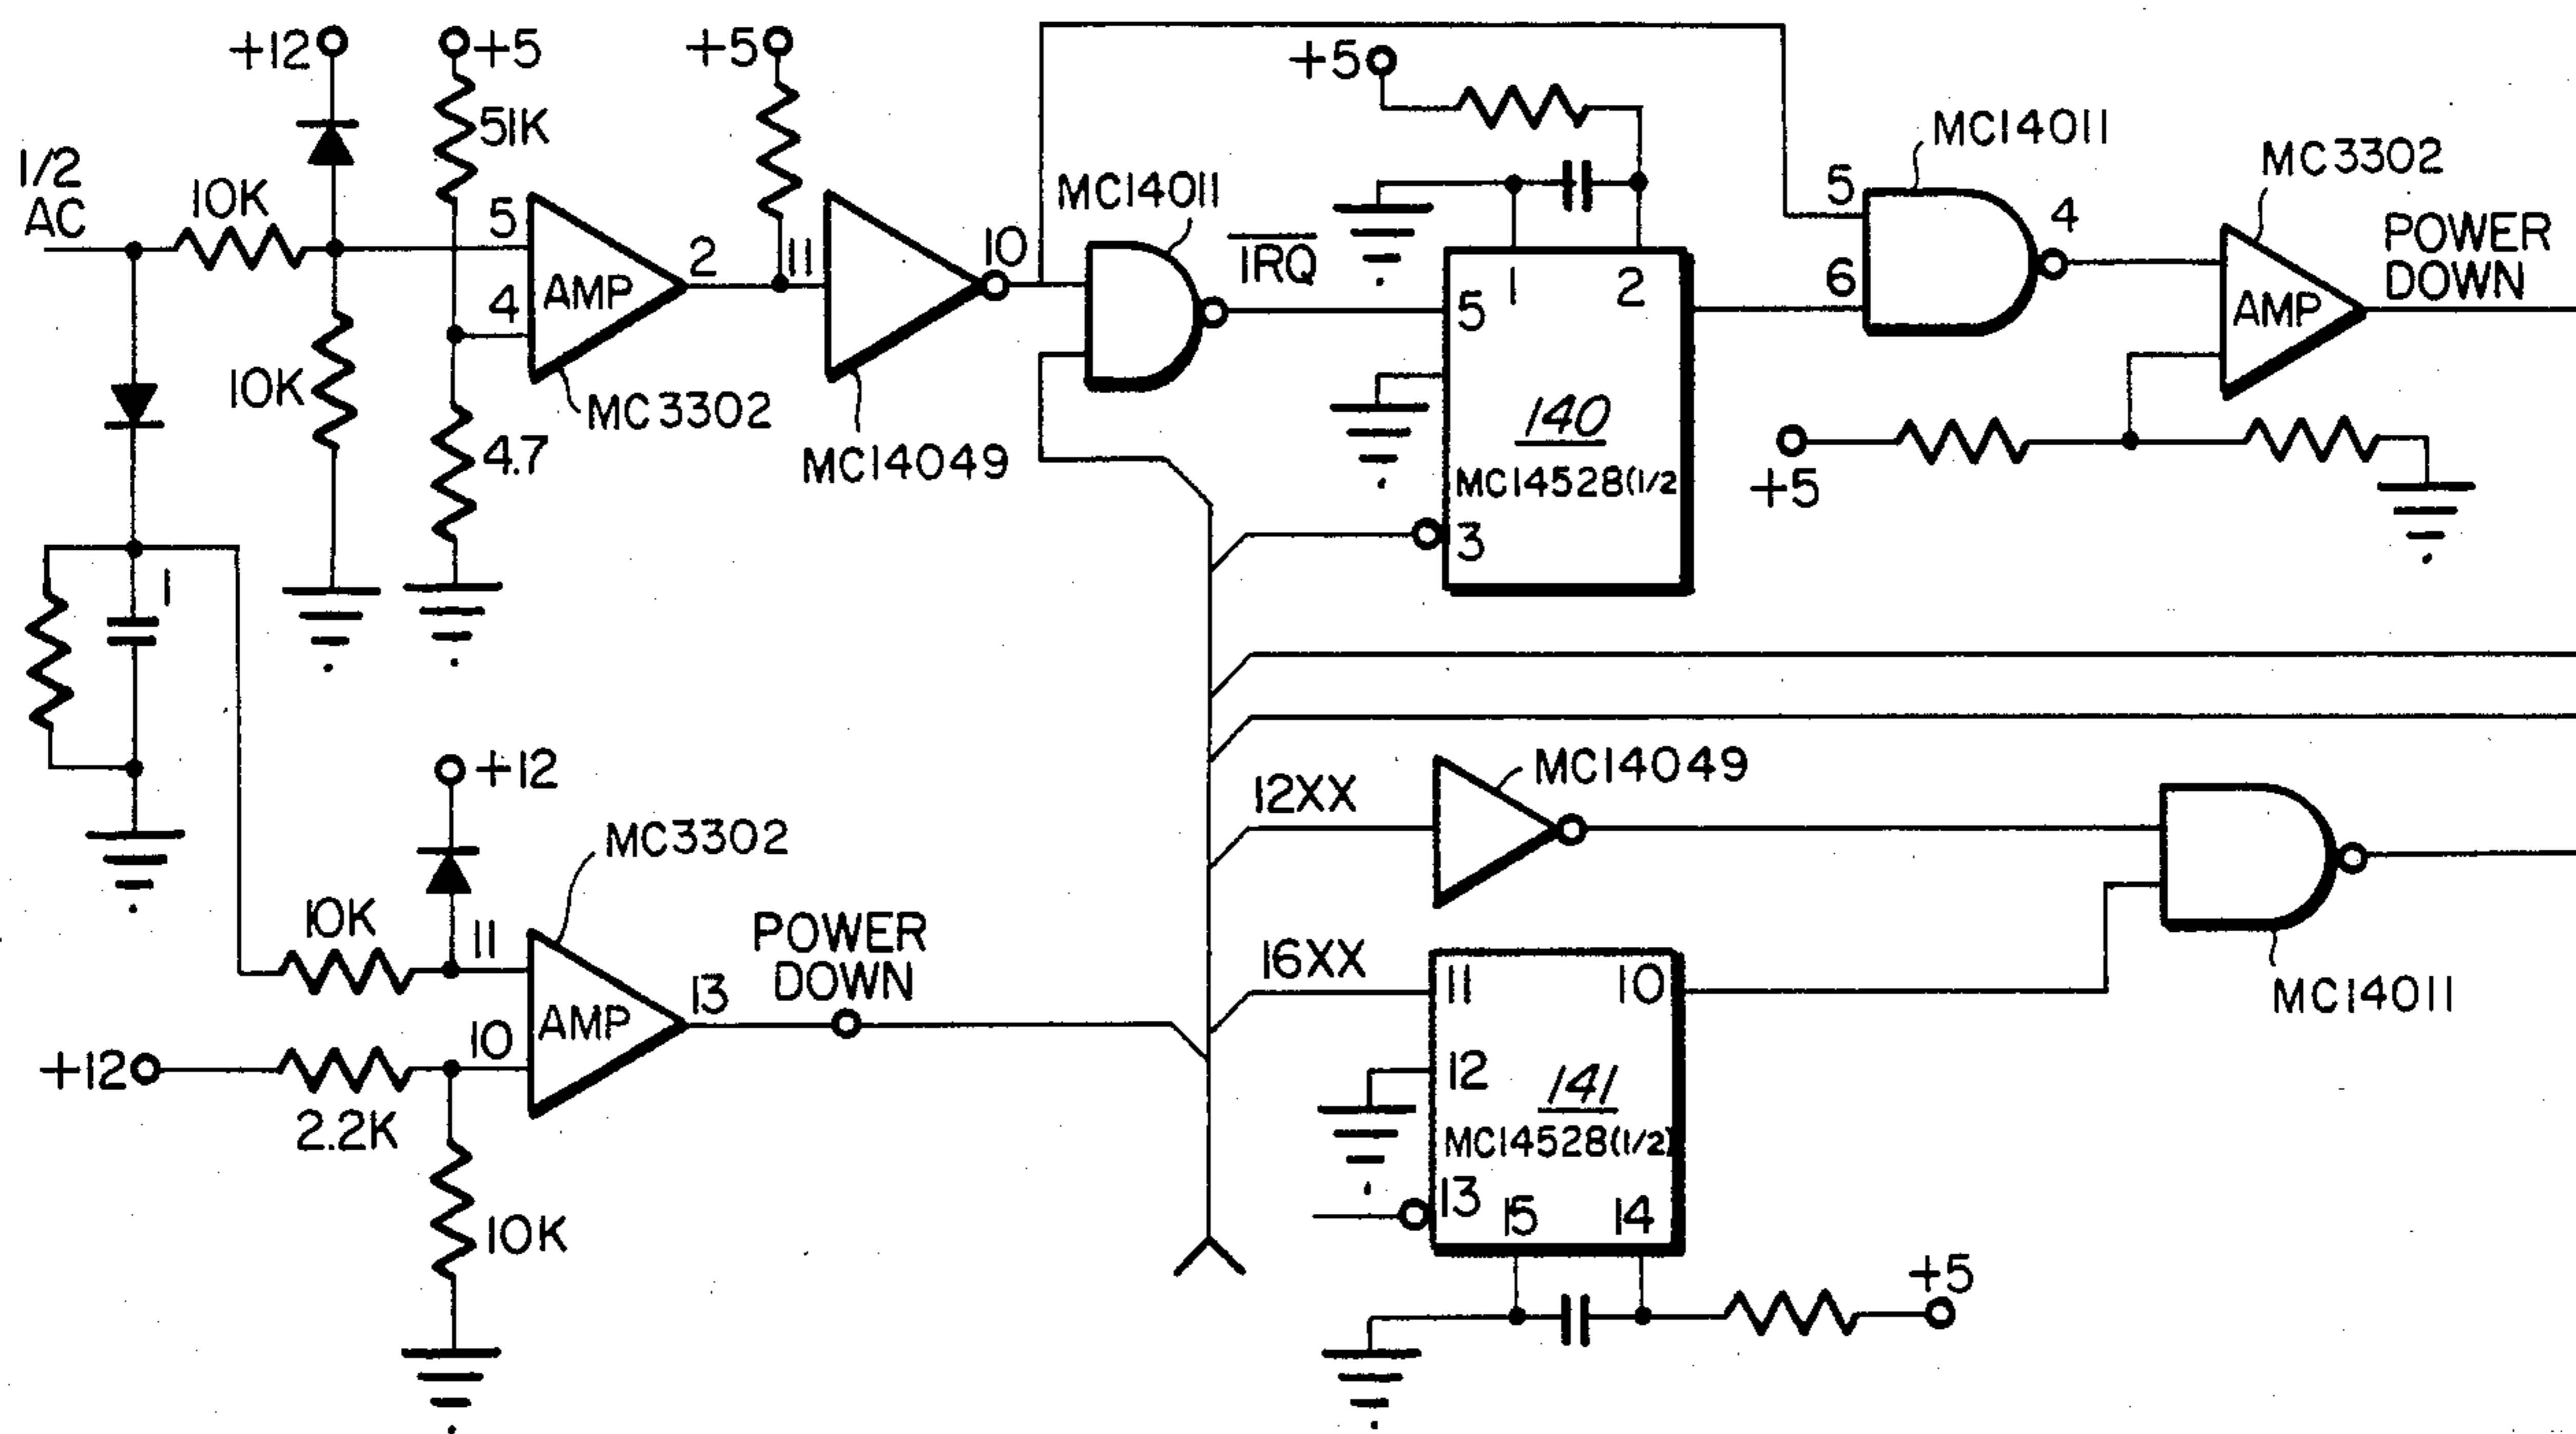 +12
+5
+5
+5
51K
MC14011
1/2
AC
10K
MC14011
MC3302
5
5
4
POWER
DOWN
2
11
10
IRQ
1
2
6
4
AMP
5
AMP
10K
MC3302
140
4.7
MC14049
MC14528(1/2
+5
3
1
+12
MC14049
12XX
MC3302
10K
11
POWER
DOWN
16XX
11
10
13
MC14011
AMP
+12
10
12
141
2.2K
MC14528(1/2)
13
15
14
10K
+5